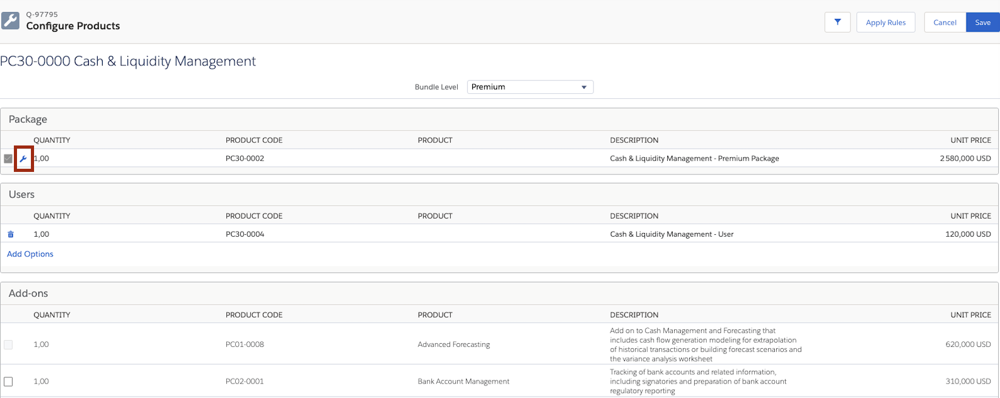 Q-97795
Configure Products
Apply Rules
Cancel
Save
PC30-0000 Cash & Liquidity Management
Bundle Level
Premium
Package
QUANTITY PRODUCT CODE PRODUCT DESCRIPTION UNIT PRICE
1,00 PC30-0002 Cash & Liquidity Management - Premium Package 2 580,000 USD
Users
QUANTITY PRODUCT CODE PRODUCT DESCRIPTION UNIT PRICE
1,00 PC30-0004 Cash & Liquidity Management - User 120,000 USD
Add Options
Add-ons
QUANTITY PRODUCT CODE PRODUCT DESCRIPTION UNIT PRICE
1,00 PC01-0008 Advanced Forecasting
Add on to Cash Management and Forecasting that
includes cash flow generation modeling for extrapolation
of historical transactions or building forecast scenarios and
the variance analysis worksheet
620,000 USD
1,00 PC02-0001 Bank Account Management
Tracking of bank accounts and related information,
including signatories and preparation of bank account
regulatory reporting
310,000 USD